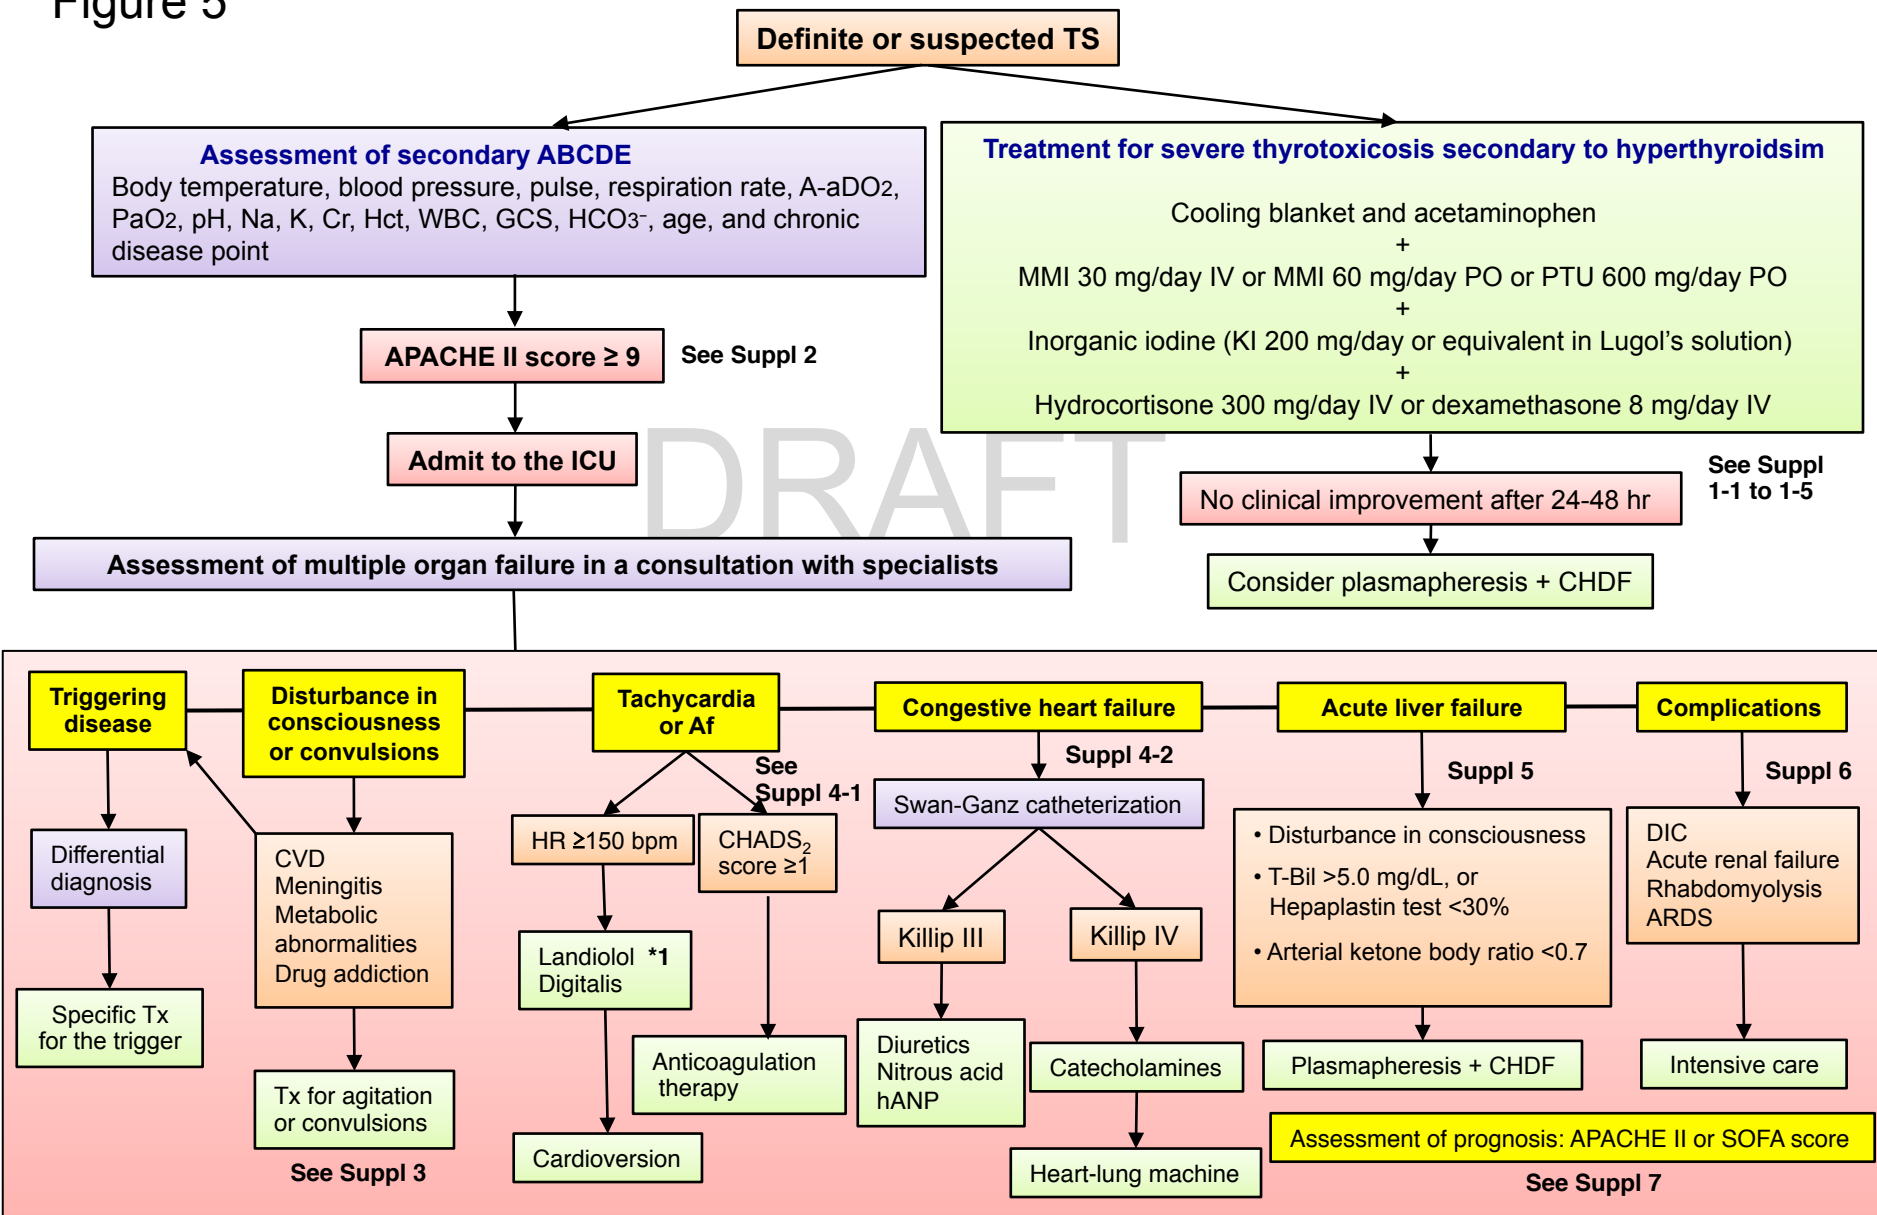 Figure 5
Definite or suspected TS
Assessment of secondary ABCDE
Body temperature, blood pressure, pulse, respiration rate, A-aDO2,
PaO2, pH, Na, K, Cr, Hct, WBC, GCS, HCO3⁻, age, and chronic
disease point
Treatment for severe thyrotoxicosis secondary to hyperthyroidsim
Cooling blanket and acetaminophen
+
MMI 30 mg/day IV or MMI 60 mg/day PO or PTU 600 mg/day PO
+
Inorganic iodine (KI 200 mg/day or equivalent in Lugol’s solution)
+
Hydrocortisone 300 mg/day IV or dexamethasone 8 mg/day IV
APACHE II score ≥ 9
See Suppl 2
Admit to the ICU
DRAFT
See Suppl
1-1 to 1-5
No clinical improvement after 24-48 hr
Consider plasmapheresis + CHDF
Assessment of multiple organ failure in a consultation with specialists
Triggering
disease
Differential
diagnosis
Specific Tx
for the trigger
Disturbance in
consciousness
or convulsions
CVD
Meningitis
Metabolic
abnormalities
Drug addiction
Tx for agitation
or convulsions
See Suppl 3
Tachycardia
or Af
See
Suppl 4-1
HR ≥150 bpm
CHADS₂
score ≥1
Landiolol *1
Digitalis
Anticoagulation
therapy
Cardioversion
Congestive heart failure
Suppl 4-2
Swan-Ganz catheterization
Killip III
Killip IV
Diuretics
Nitrous acid
hANP
Catecholamines
Heart-lung machine
Acute liver failure
Suppl 5
• Disturbance in consciousness
• T-Bil >5.0 mg/dL, or
Hepaplastin test <30%
• Arterial ketone body ratio <0.7
Plasmapheresis + CHDF
Complications
Suppl 6
DIC
Acute renal failure
Rhabdomyolysis
ARDS
Intensive care
Assessment of prognosis: APACHE II or SOFA score
See Suppl 7